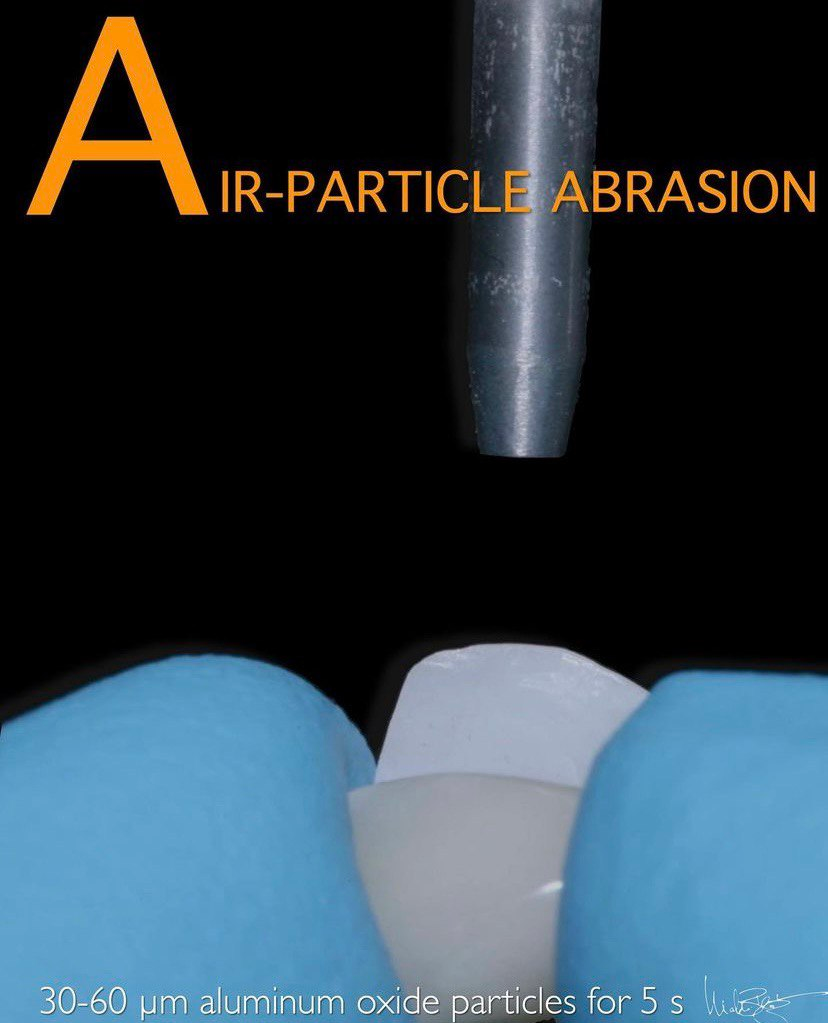 AIR-PARTICLE ABRASION
30-60 µm aluminum oxide particles for 5 s